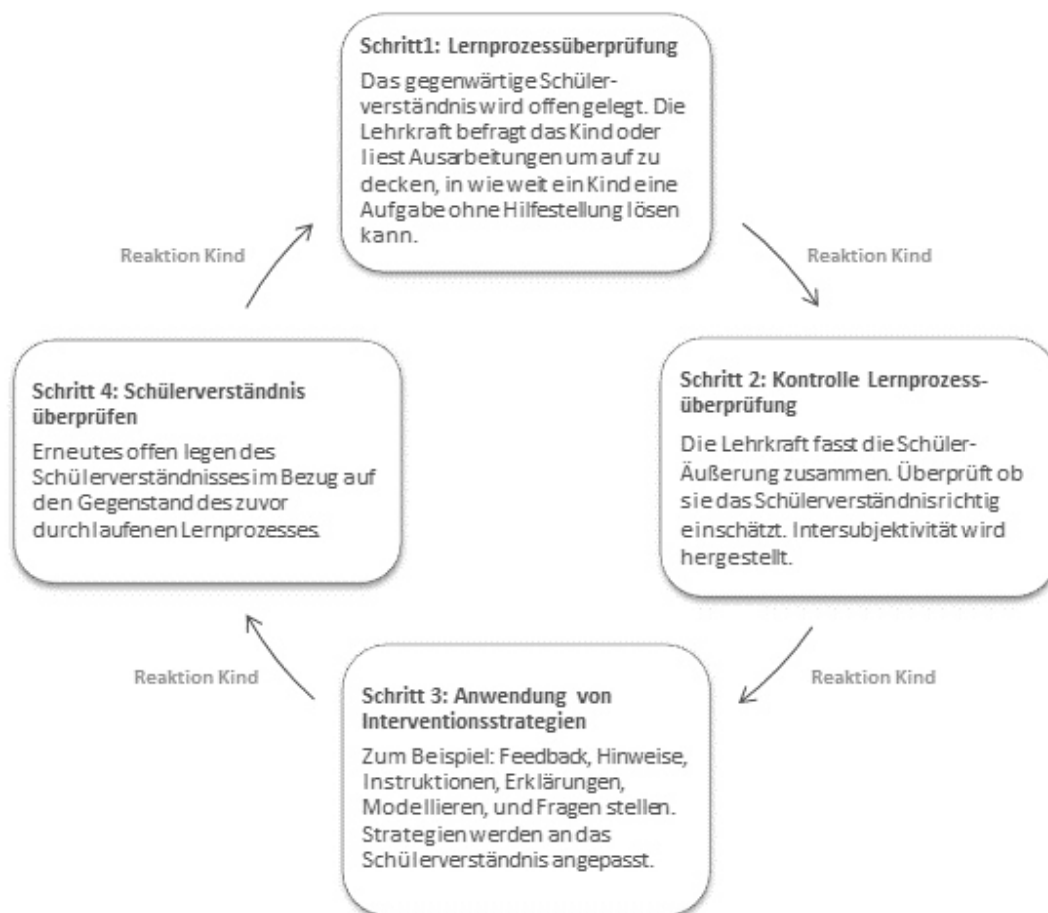 Schritt1: Lernprozessüberprüfung
Das gegenwärtige Schüler-
verständnis wird offen gelegt. Die
Lehrkraft befragt das Kind oder
liest Ausarbeitungen um auf zu
decken, in wie weit ein Kind eine
Aufgabe ohne Hilfestellung lösen
kann.
Reaktion Kind
Reaktion Kind
Schritt 2: Kontrolle Lernprozess-
überprüfung
Die Lehrkraft fasst die Schüler-
Äußerung zusammen. Überprüft ob
sie das Schülerverständnis richtig
einschätzt. Intersubjektivität wird
hergestellt.
Schritt 4: Schülerverständnis
überprüfen
Erneutes offen legen des
Schülerverständnisses im Bezug auf
den Gegenstand des zuvor
durchlaufenen Lernprozesses.
Reaktion Kind
Reaktion Kind
Schritt 3: Anwendung von
Interventionsstrategien
Zum Beispiel: Feedback, Hinweise,
Instruktionen, Erklärungen,
Modellieren, und Fragen stellen.
Strategien werden an das
Schülerverständnis angepasst.